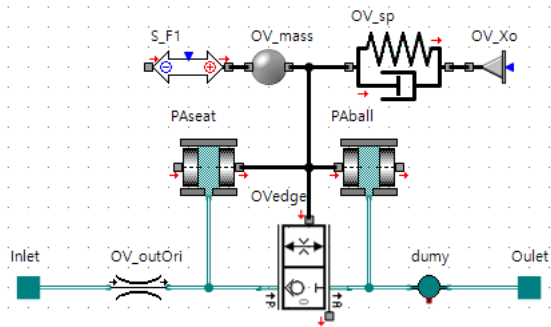 OV_sp
S_F1
OV_mass
OV_Xo
PAseat
PAball
OVedge
Inlet
OV_outOri
dumy
Oulet
P
A